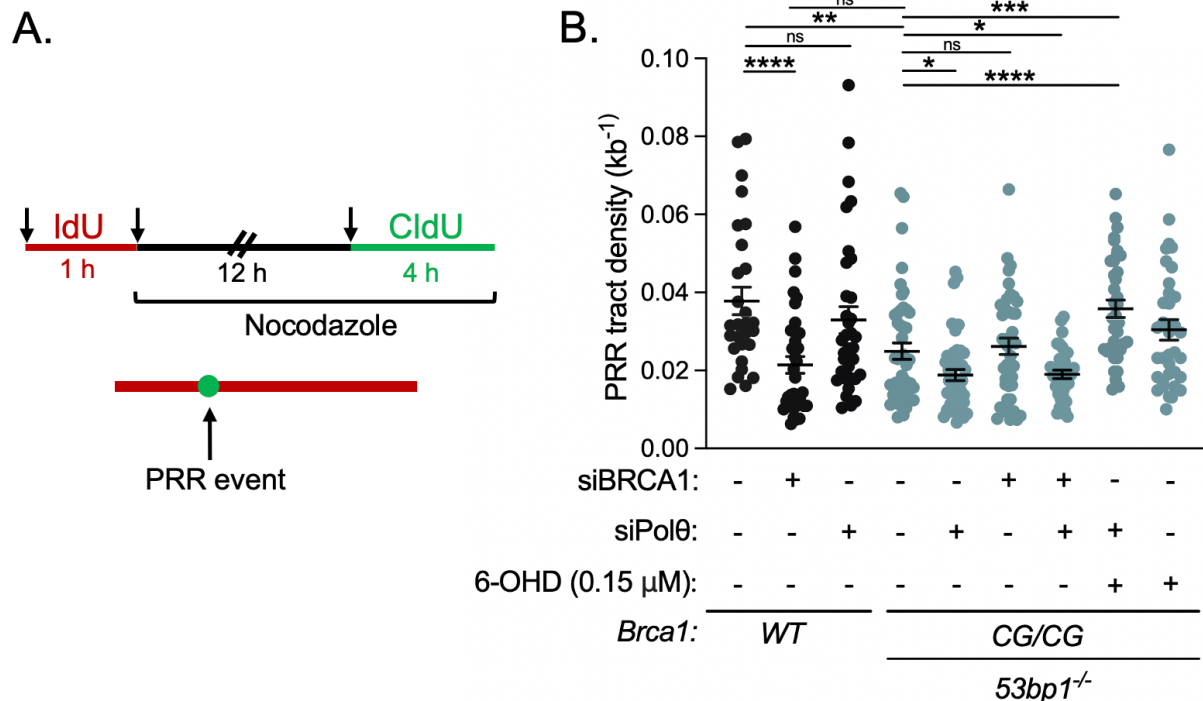 A.
B.
IdU
CldU
1 h
12 h
4 h
Nocodazole
PRR event
ns
***
**
*
ns
ns
****
*
****
PRR tract density (kb-1)
0.10
0.08
0.06
0.04
0.02
0.00
siBRCA1: - + - - - + + - -
siPolθ: - - + - + - + + -
6-OHD (0.15 μM): - - - - - - - + +
Brca1: WT CG/CG
53bp1-/-